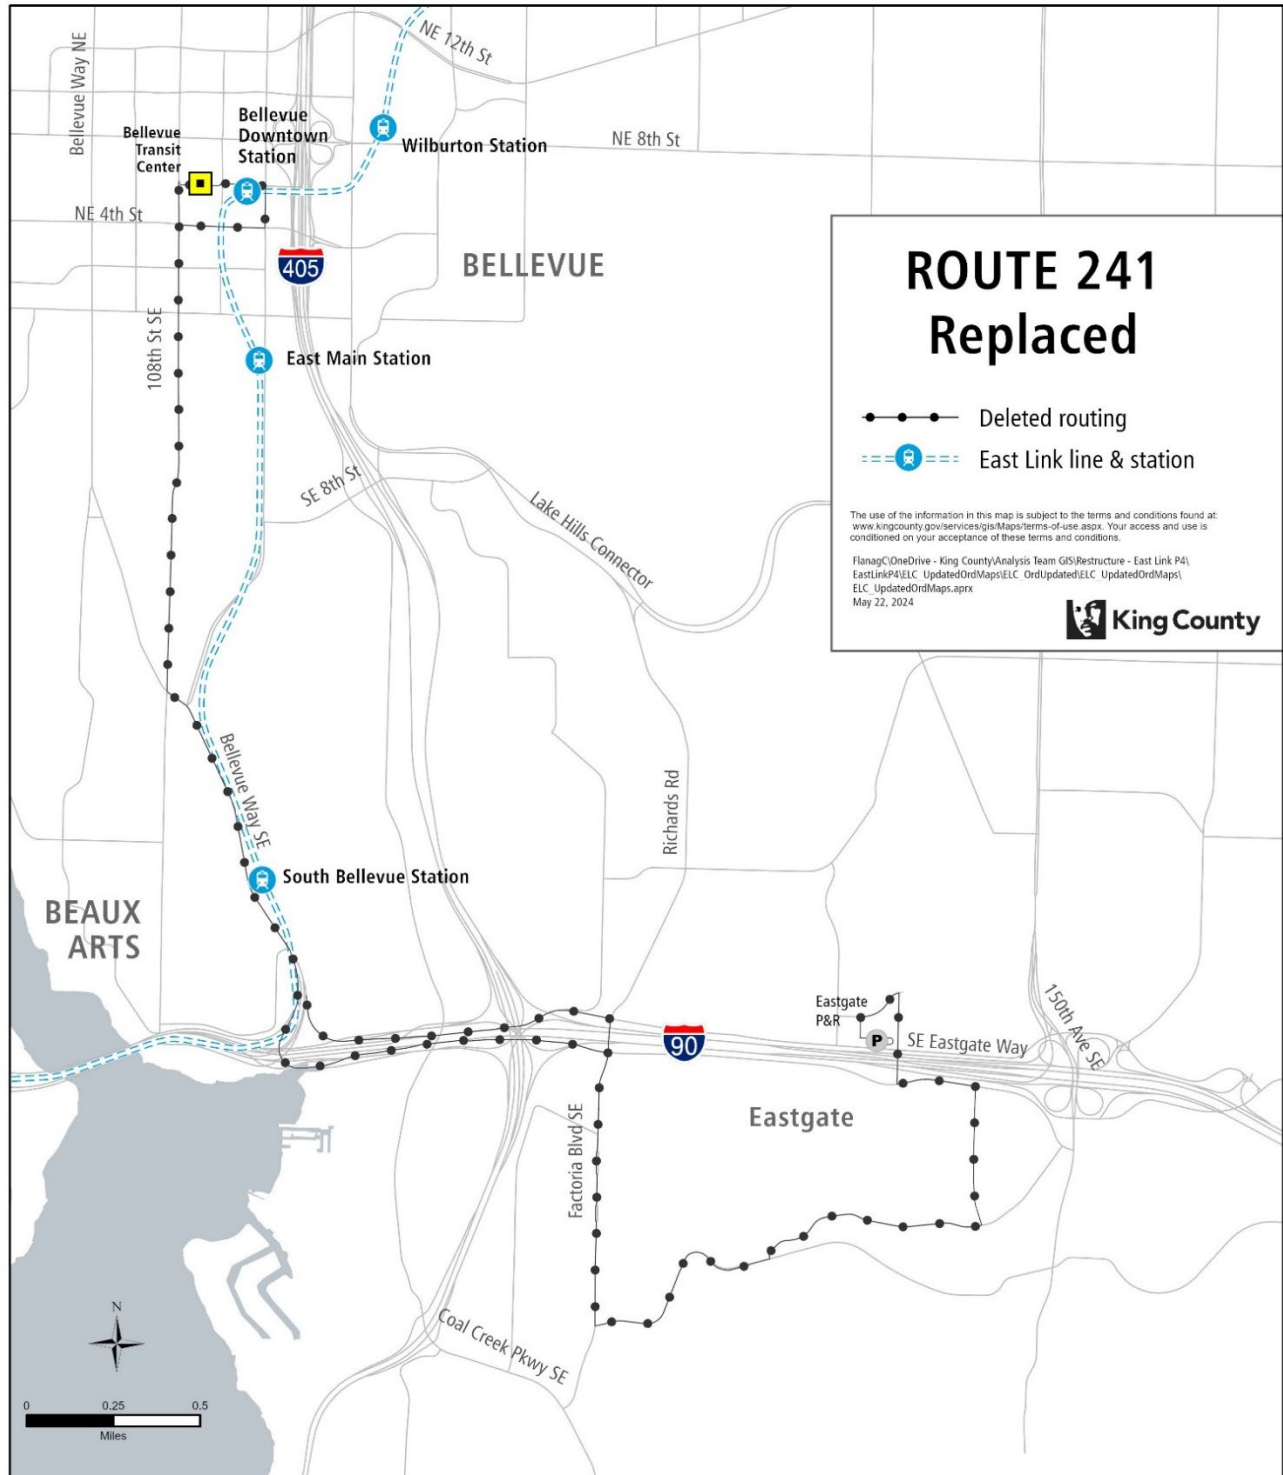 Bellevue Way NE
NE 12th St
Bellevue
Transit
Center
Bellevue
Downtown
Station
Wilburton Station
NE 8th St
NE 4th St
405
BELLEVUE
ROUTE 241
Replaced
Deleted routing
East Link line & station
The use of the information in this map is subject to the terms and conditions found at:
www.kingcounty.gov/services/gis/Maps/terms-of-use.aspx. Your access and use is
conditioned on your acceptance of these terms and conditions.
FlanagC\OneDrive - King County\Analysis Team GIS\Restructure - East Link P4\
EastLinkP4\ELC_UpdatedOrdMaps\ELC_OrdUpdated\ELC_UpdatedOrdMaps\
ELC_UpdatedOrdMaps.aprx
May 22, 2024
King County
108th St SE
East Main Station
SE 8th St
Lake Hills Connector
Bellevue Way SE
Richards Rd
South Bellevue Station
BEAUX
ARTS
Eastgate
P&R
P
SE Eastgate Way
150th Ave SE
90
Factoria Blvd SE
Eastgate
Coal Creek Pkwy SE
N
0 0.25 0.5
Miles